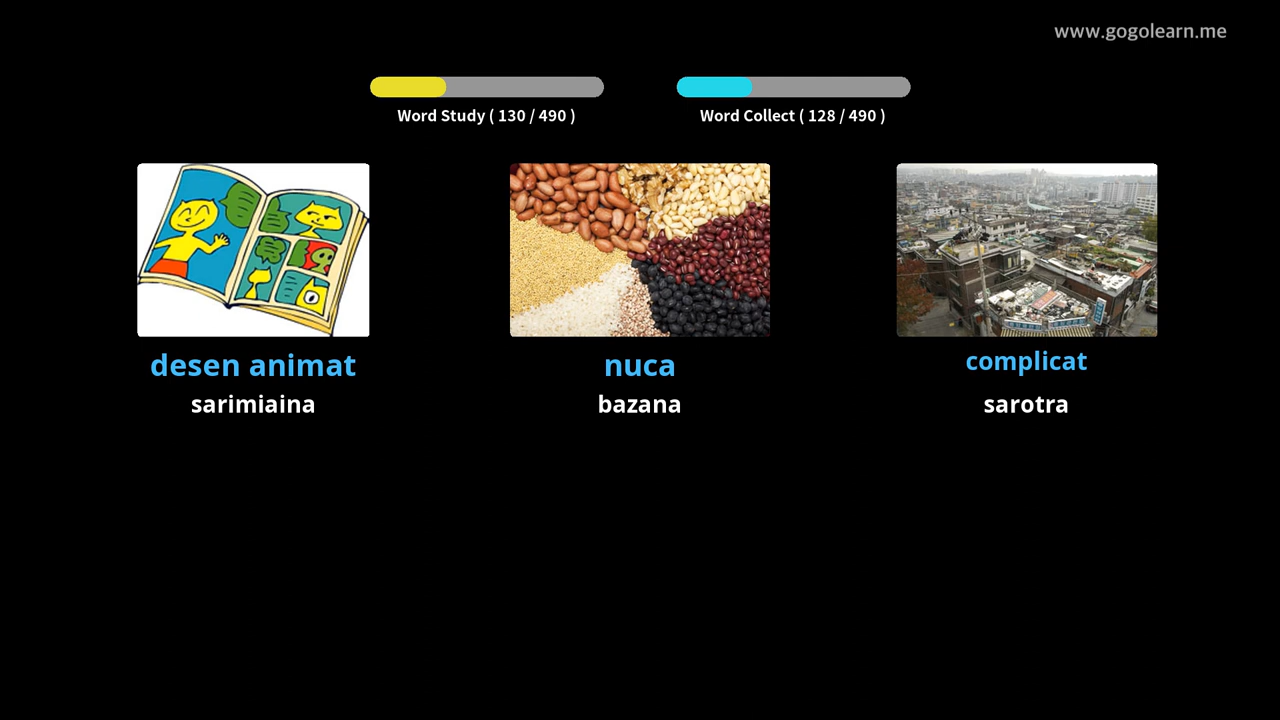 www.gogolearn.me
Word Study ( 130 / 490 )
Word Collect ( 128 / 490 )
desen animat
nuca
complicat
sarimiaina
bazana
sarotra